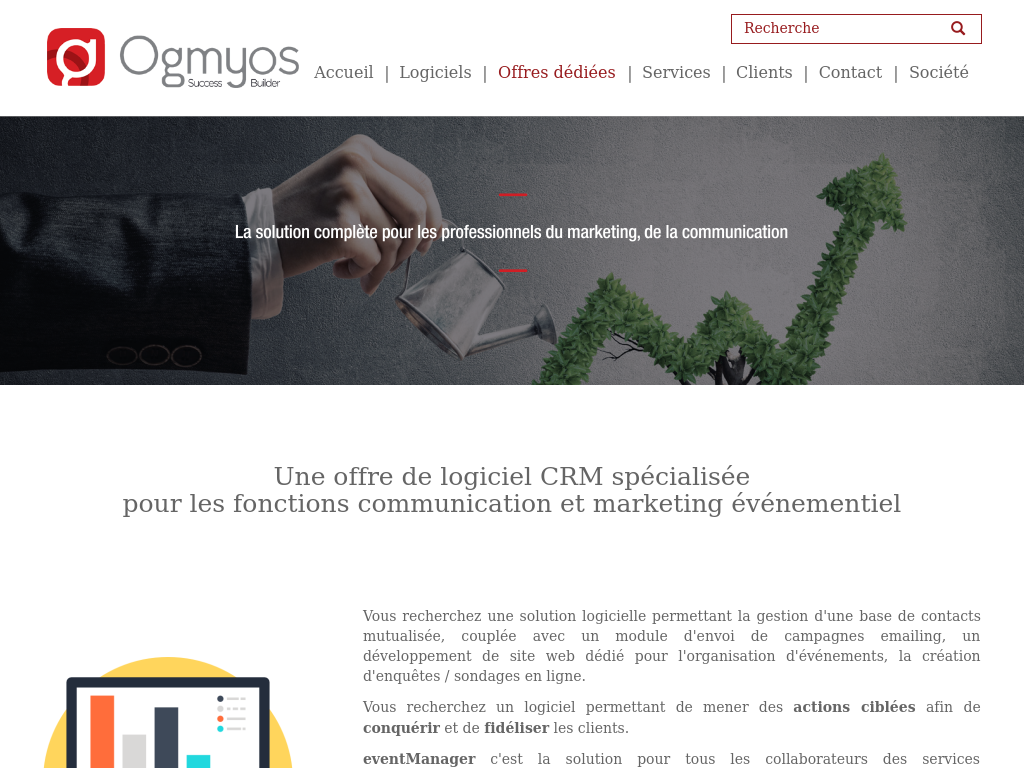 Recherche
Ogmyos
Success Builder
Accueil | Logiciels | Offres dédiées | Services | Clients | Contact | Société
La solution complète pour les professionnels du marketing, de la communication
Une offre de logiciel CRM spécialisée
pour les fonctions communication et marketing événementiel
Vous recherchez une solution logicielle permettant la gestion d'une base de contacts
mutualisée, couplée avec un module d'envoi de campagnes emailing, un
développement de site web dédié pour l'organisation d'événements, la création
d'enquêtes / sondages en ligne.
Vous recherchez un logiciel permettant de mener des actions ciblées afin de
conquérir et de fidéliser les clients.
eventManager c'est la solution pour tous les collaborateurs des services